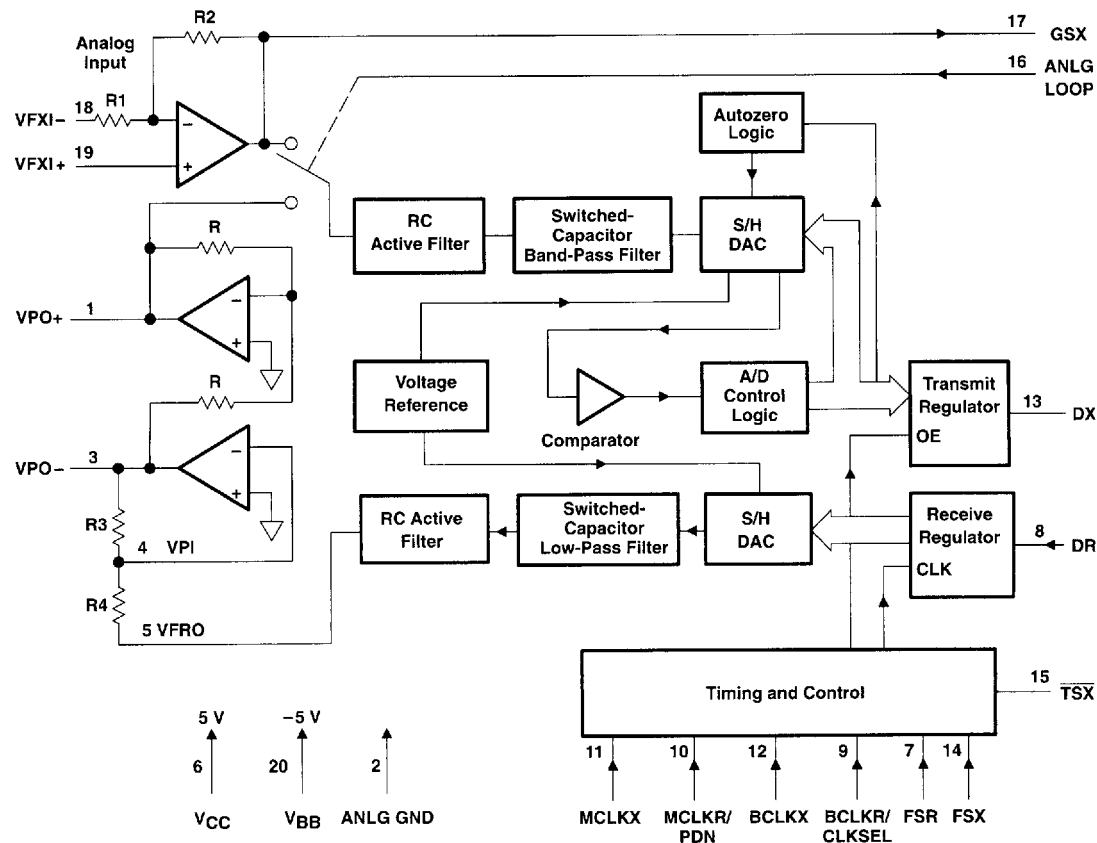 R2
17
GSX
Analog
Input
16
ANLG
LOOP
VFXI−
18
R1
−
VFXI+
19
+
Autozero
Logic
RC
Active Filter
Switched-
Capacitor
Band-Pass Filter
S/H
DAC
R
−
+
VPO+
1
R
Voltage
Reference
Comparator
A/D
Control
Logic
Transmit
Regulator
OE
13
DX
VPO−
3
−
+
R3
4 VPI
R4
5 VFRO
RC Active
Filter
Switched-
Capacitor
Low-Pass Filter
S/H
DAC
Receive
Regulator
CLK
8
DR
Timing and Control
15
TSX
5 V
−5 V
6
20
2
VCC
VBB
ANLG GND
11
10
12
9
7
14
MCLKX
MCLKR/
PDN
BCLKX
BCLKR/
CLKSEL
FSR
FSX